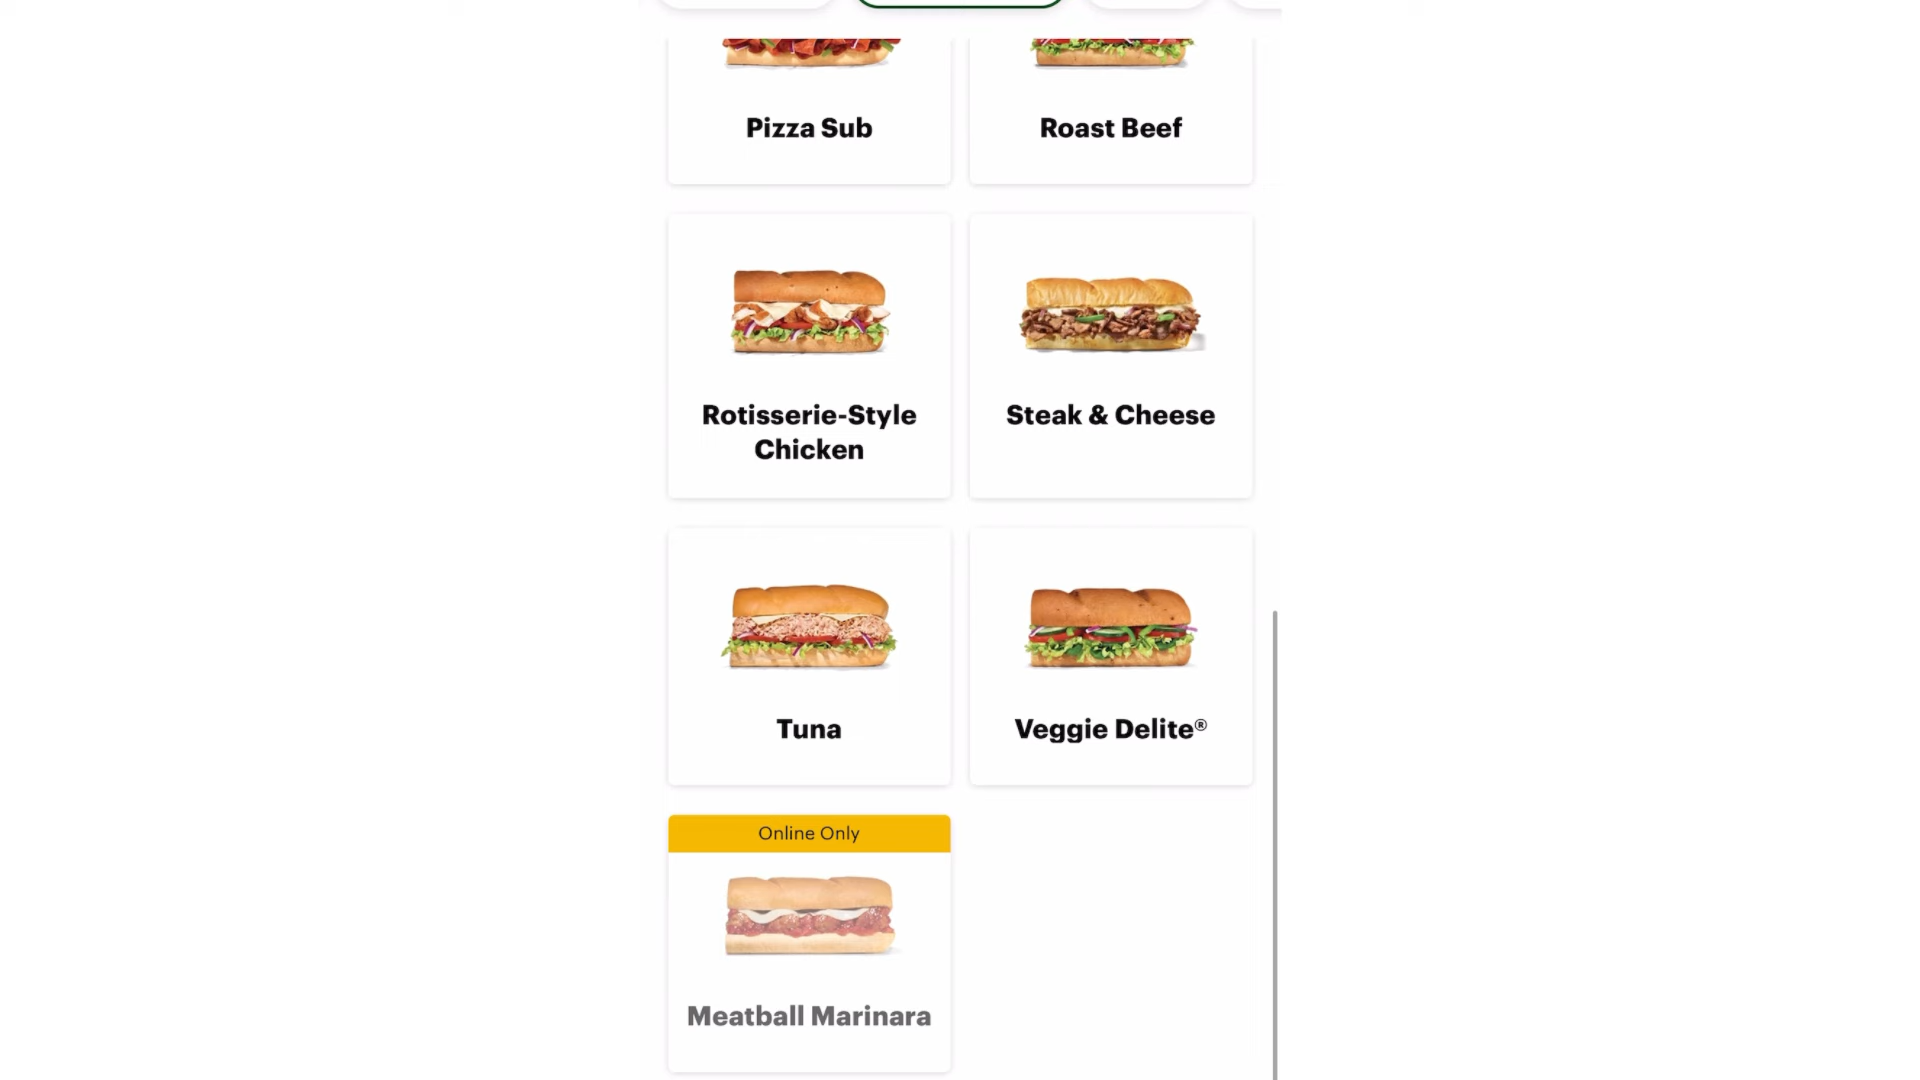 Pizza Sub
Roast Beef
Rotisserie-Style
Chicken
Steak & Cheese
Tuna
Veggie Delite®
Online Only
Meatball Marinara